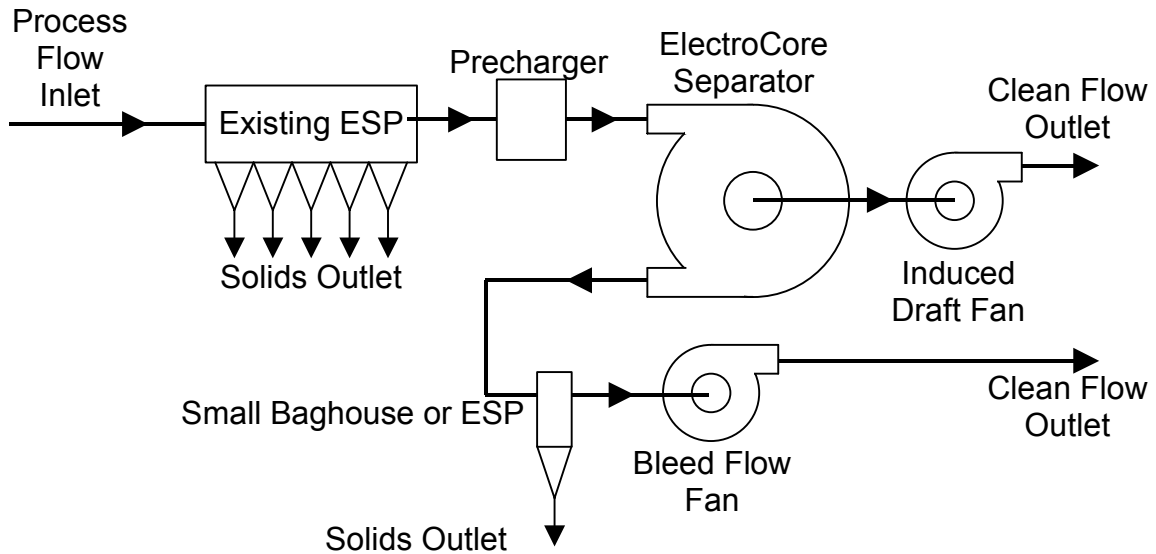 Process
Flow
Inlet
Existing ESP
Solids Outlet
Precharger
ElectroCore
Separator
Clean Flow
Outlet
Induced
Draft Fan
Small Baghouse or ESP
Solids Outlet
Bleed Flow
Fan
Clean Flow
Outlet